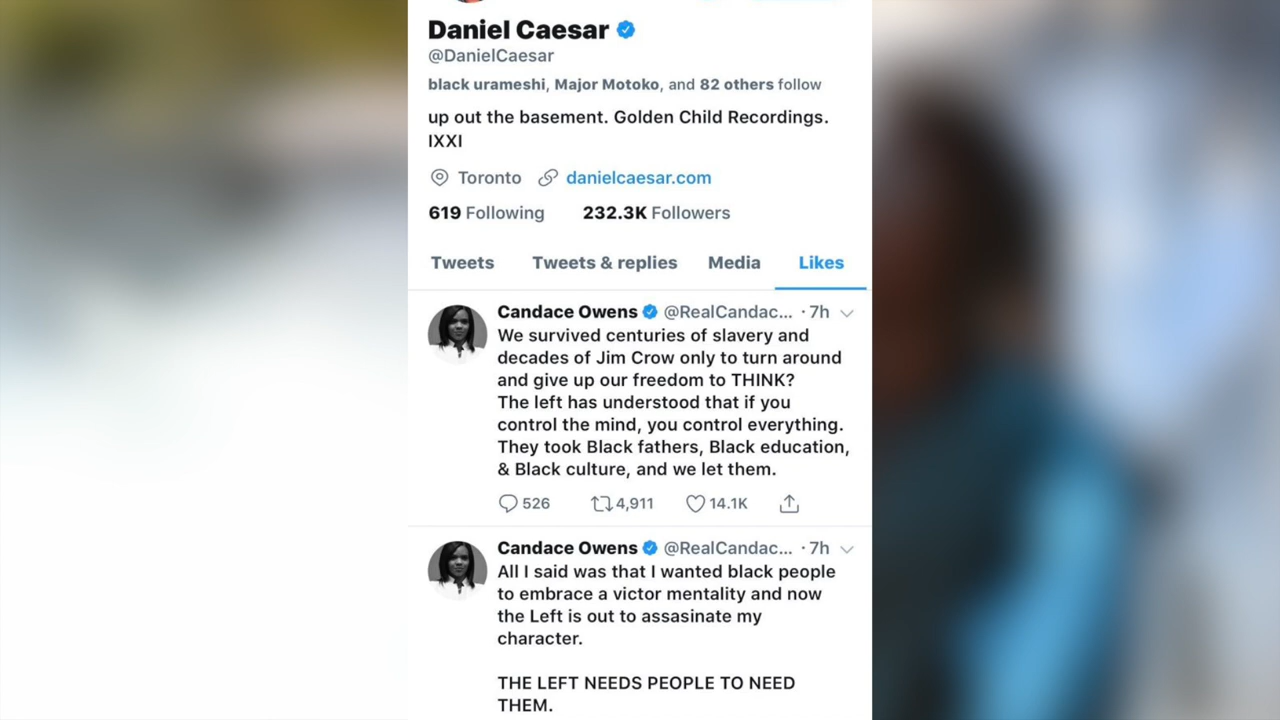 Daniel Caesar
@DanielCaesar
black urameshi, Major Motoko, and 82 others follow
up out the basement. Golden Child Recordings.
IXXI
Toronto danielcaesar.com
619 Following 232.3K Followers
Tweets Tweets & replies Media Likes
Candace Owens @RealCandac... · 7h
We survived centuries of slavery and
decades of Jim Crow only to turn around
and give up our freedom to THINK?
The left has understood that if you
control the mind, you control everything.
They took Black fathers, Black education,
& Black culture, and we let them.
526 4,911 14.1K
Candace Owens @RealCandac... · 7h
All I said was that I wanted black people
to embrace a victor mentality and now
the Left is out to assasinate my
character.
THE LEFT NEEDS PEOPLE TO NEED
THEM.